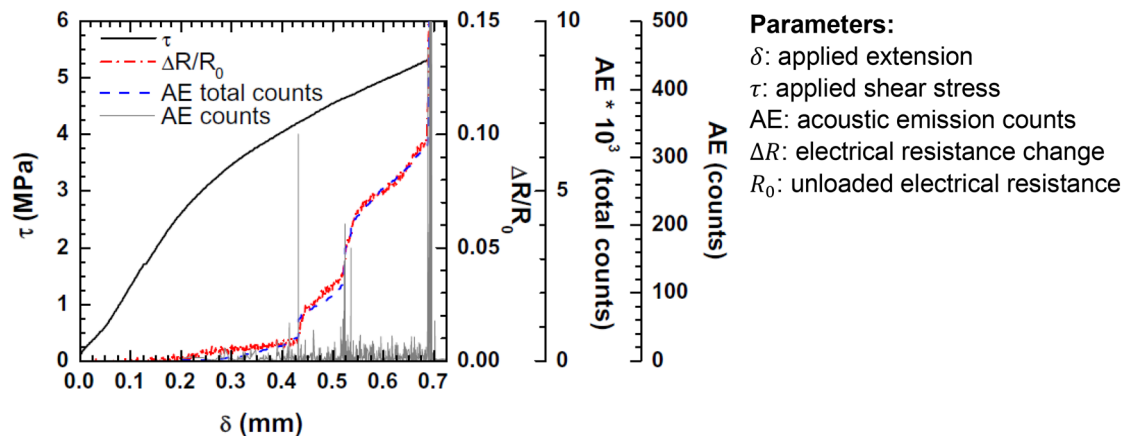 τ
ΔR/R0
AE total counts
AE counts
6
5
4
3
2
1
0
τ (MPa)
0.0 0.1 0.2 0.3 0.4 0.5 0.6 0.7
δ (mm)
0.15
0.10
0.05
0.00
ΔR/R0
10
5
0
AE * 10^3 (total counts)
500
400
300
200
100
0
AE (counts)
Parameters:
δ: applied extension
τ: applied shear stress
AE: acoustic emission counts
ΔR: electrical resistance change
R0: unloaded electrical resistance